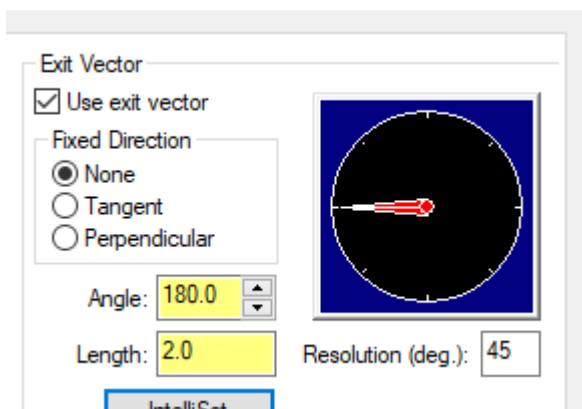 Exit Vector
Use exit vector
Fixed Direction
None
Tangent
Perpendicular
Angle: 180.0
Length: 2.0
Resolution (deg.): 45
IntelliSet